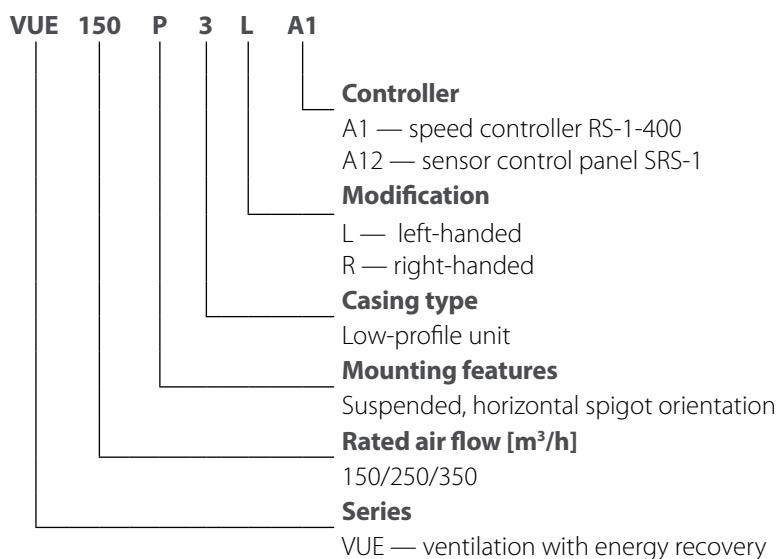 VUE 150 P 3 L A1
Controller
A1 — speed controller RS-1-400
A12 — sensor control panel SRS-1
Modification
L — left-handed
R — right-handed
Casing type
Low-profile unit
Mounting features
Suspended, horizontal spigot orientation
Rated air flow [m³/h]
150/250/350
Series
VUE — ventilation with energy recovery